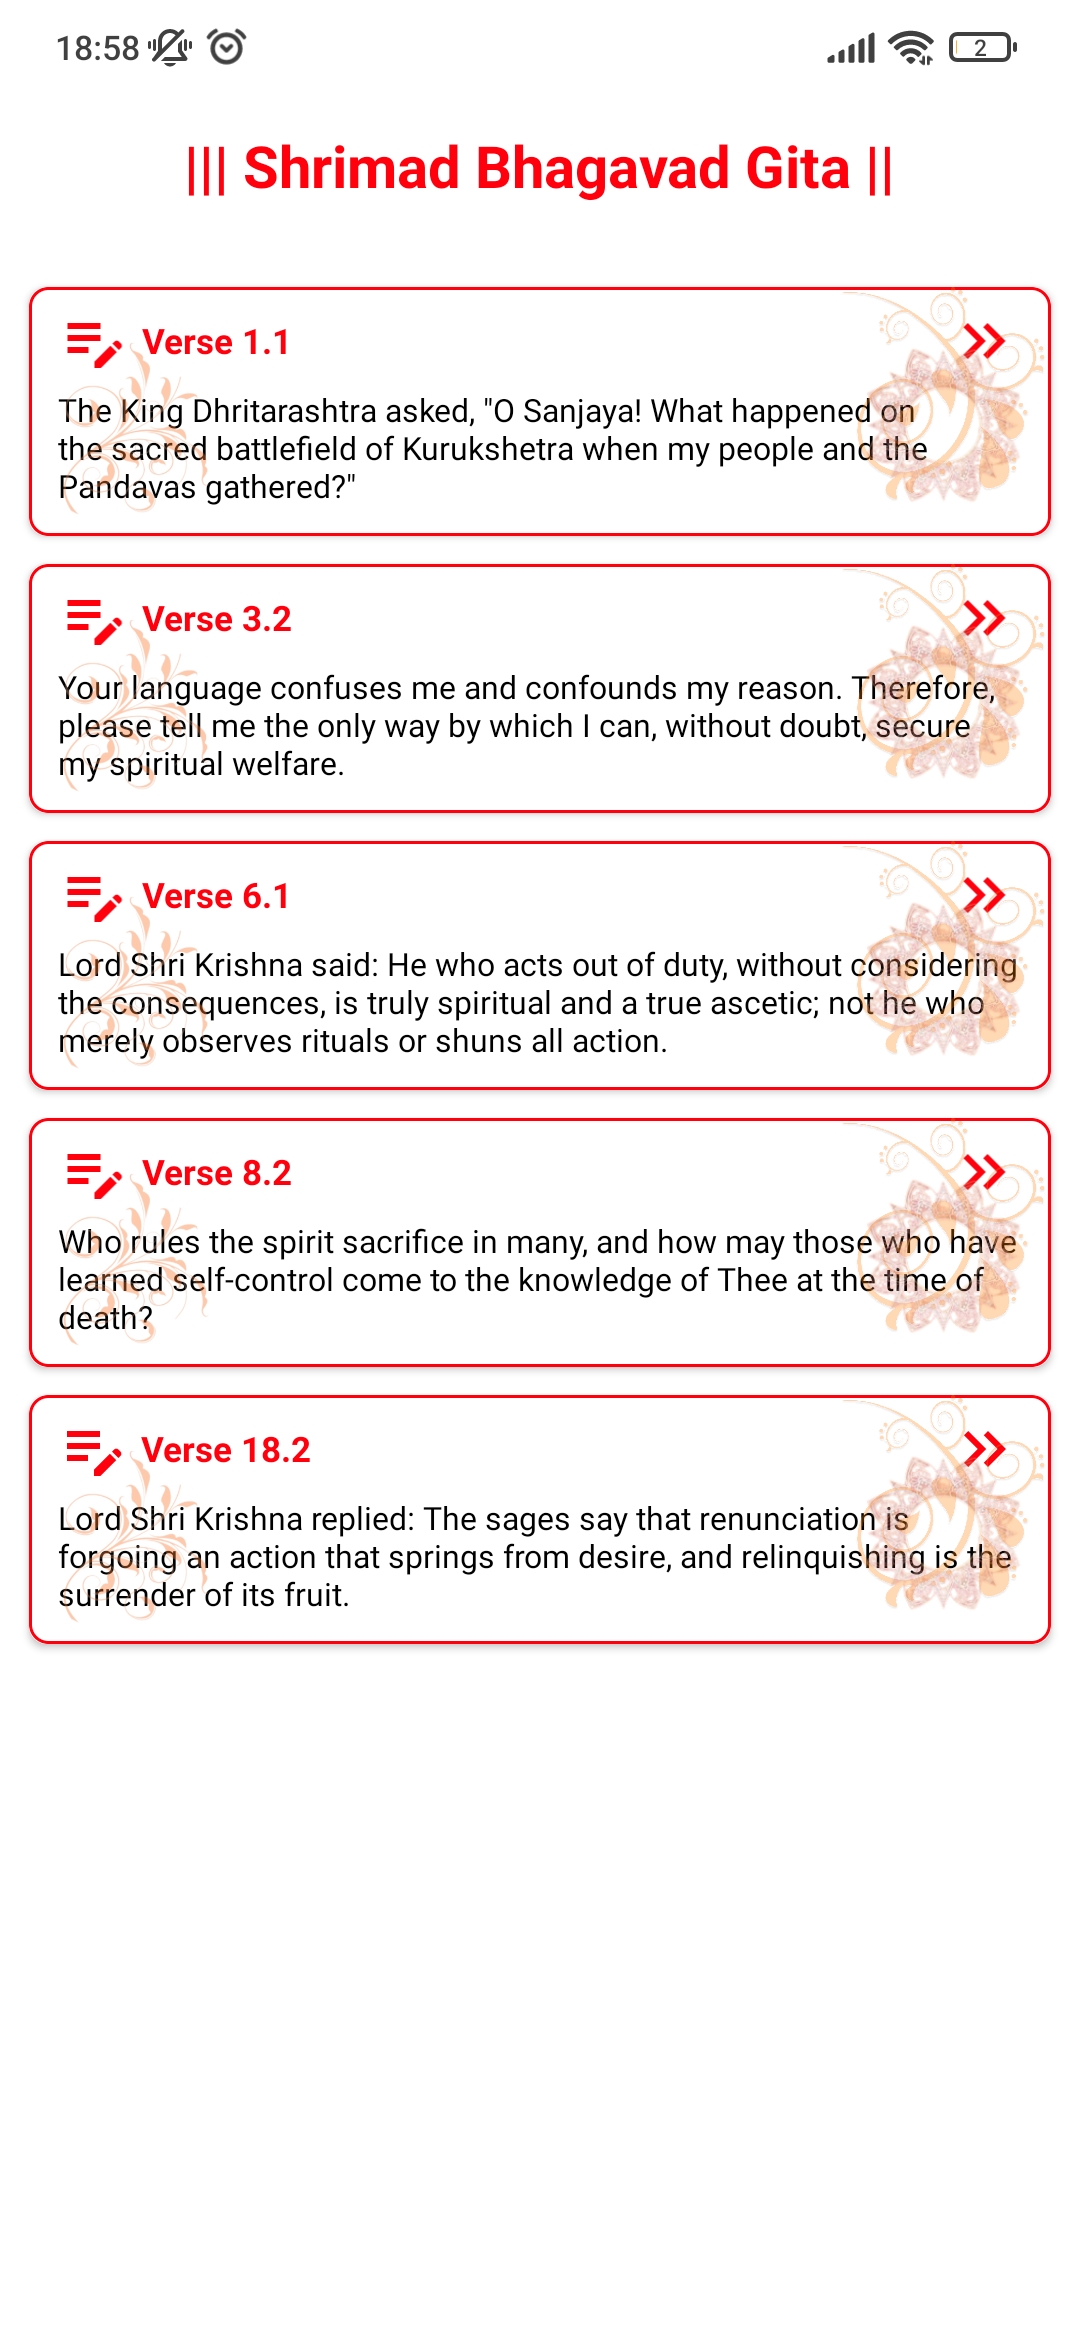 18:58
2
||| Shrimad Bhagavad Gita ||
Verse 1.1
The King Dhritarashtra asked, "O Sanjaya! What happened on
the sacred battlefield of Kurukshetra when my people and the
Pandavas gathered?"
Verse 3.2
Your language confuses me and confounds my reason. Therefore,
please tell me the only way by which I can, without doubt, secure
my spiritual welfare.
Verse 6.1
Lord Shri Krishna said: He who acts out of duty, without considering
the consequences, is truly spiritual and a true ascetic; not he who
merely observes rituals or shuns all action.
Verse 8.2
Who rules the spirit sacrifice in many, and how may those who have
learned self-control come to the knowledge of Thee at the time of
death?
Verse 18.2
Lord Shri Krishna replied: The sages say that renunciation is
forgoing an action that springs from desire, and relinquishing is the
surrender of its fruit.